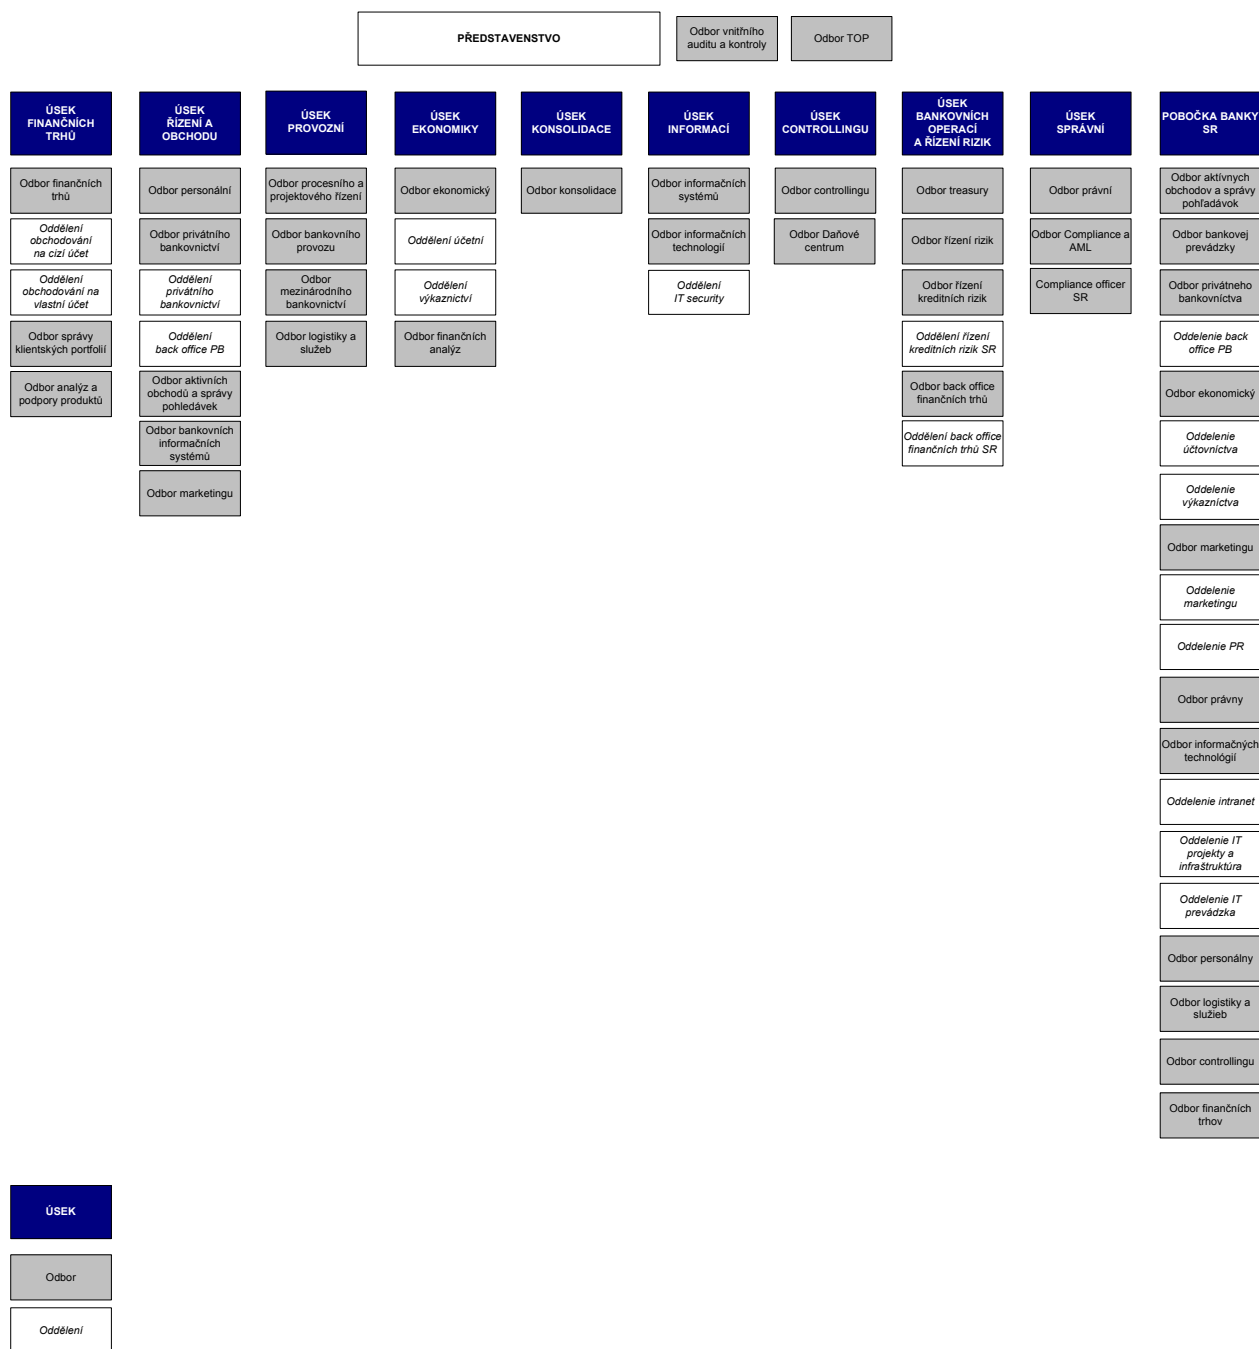 PŘEDSTAVENSTVO
Odbor vnitřního
auditu a kontroly
Odbor TOP
ÚSEK
FINANČNÍCH
TRHŮ
Odbor finančních
trhů
Oddělení
obchodování
na cizí účet
Oddělení
obchodování na
vlastní účet
Odbor správy
klientských portfolií
Odbor analýz a
podpory produktů
ÚSEK
ŘÍZENÍ A
OBCHODU
Odbor personální
Odbor privátního
bankovnictví
Oddělení
privátního
bankovnictví
Oddělení
back office PB
Odbor aktivních
obchodů a správy
pohledávek
Odbor bankovních
informačních
systémů
Odbor marketingu
ÚSEK
PROVOZNÍ
Odbor procesního a
projektového řízení
Odbor bankovního
provozu
Odbor
mezinárodního
bankovnictví
Odbor logistiky a
služeb
ÚSEK
EKONOMIKY
Odbor ekonomický
Oddělení účetní
Oddělení
výkaznictví
Odbor finančních
analýz
ÚSEK
KONSOLIDACE
Odbor konsolidace
ÚSEK
INFORMACÍ
Odbor informačních
systémů
Odbor informačních
technologií
Oddělení
IT security
ÚSEK
CONTROLLINGU
Odbor controllingu
Odbor Daňové
centrum
ÚSEK
BANKOVNÍCH
OPERACÍ
A ŘÍZENÍ RIZIK
Odbor treasury
Odbor řízení rizik
Odbor řízení
kreditních rizik
Oddělení řízení
kreditních rizik SR
Odbor back office
finančních trhů
Oddělení back office
finančních trhů SR
ÚSEK
SPRÁVNÍ
Odbor právní
Odbor Compliance a
AML
Compliance officer
SR
POBOČKA BANKY
SR
Odbor aktívnych
obchodov a správy
pohľadávok
Odbor bankovej
prevádzky
Odbor privátneho
bankovníctva
Oddelenie back
office PB
Odbor ekonomický
Oddelenie
účtovníctva
Oddelenie
výkazníctva
Odbor marketingu
Oddelenie
marketingu
Oddelenie PR
Odbor právny
Odbor informačných
technológií
Oddelenie intranet
Oddelenie IT
projekty a
infraštruktúra
Oddelenie IT
prevádzka
Odbor personálny
Odbor logistiky a
služieb
Odbor controllingu
Odbor finančních
trhov
ÚSEK
Odbor
Oddělení